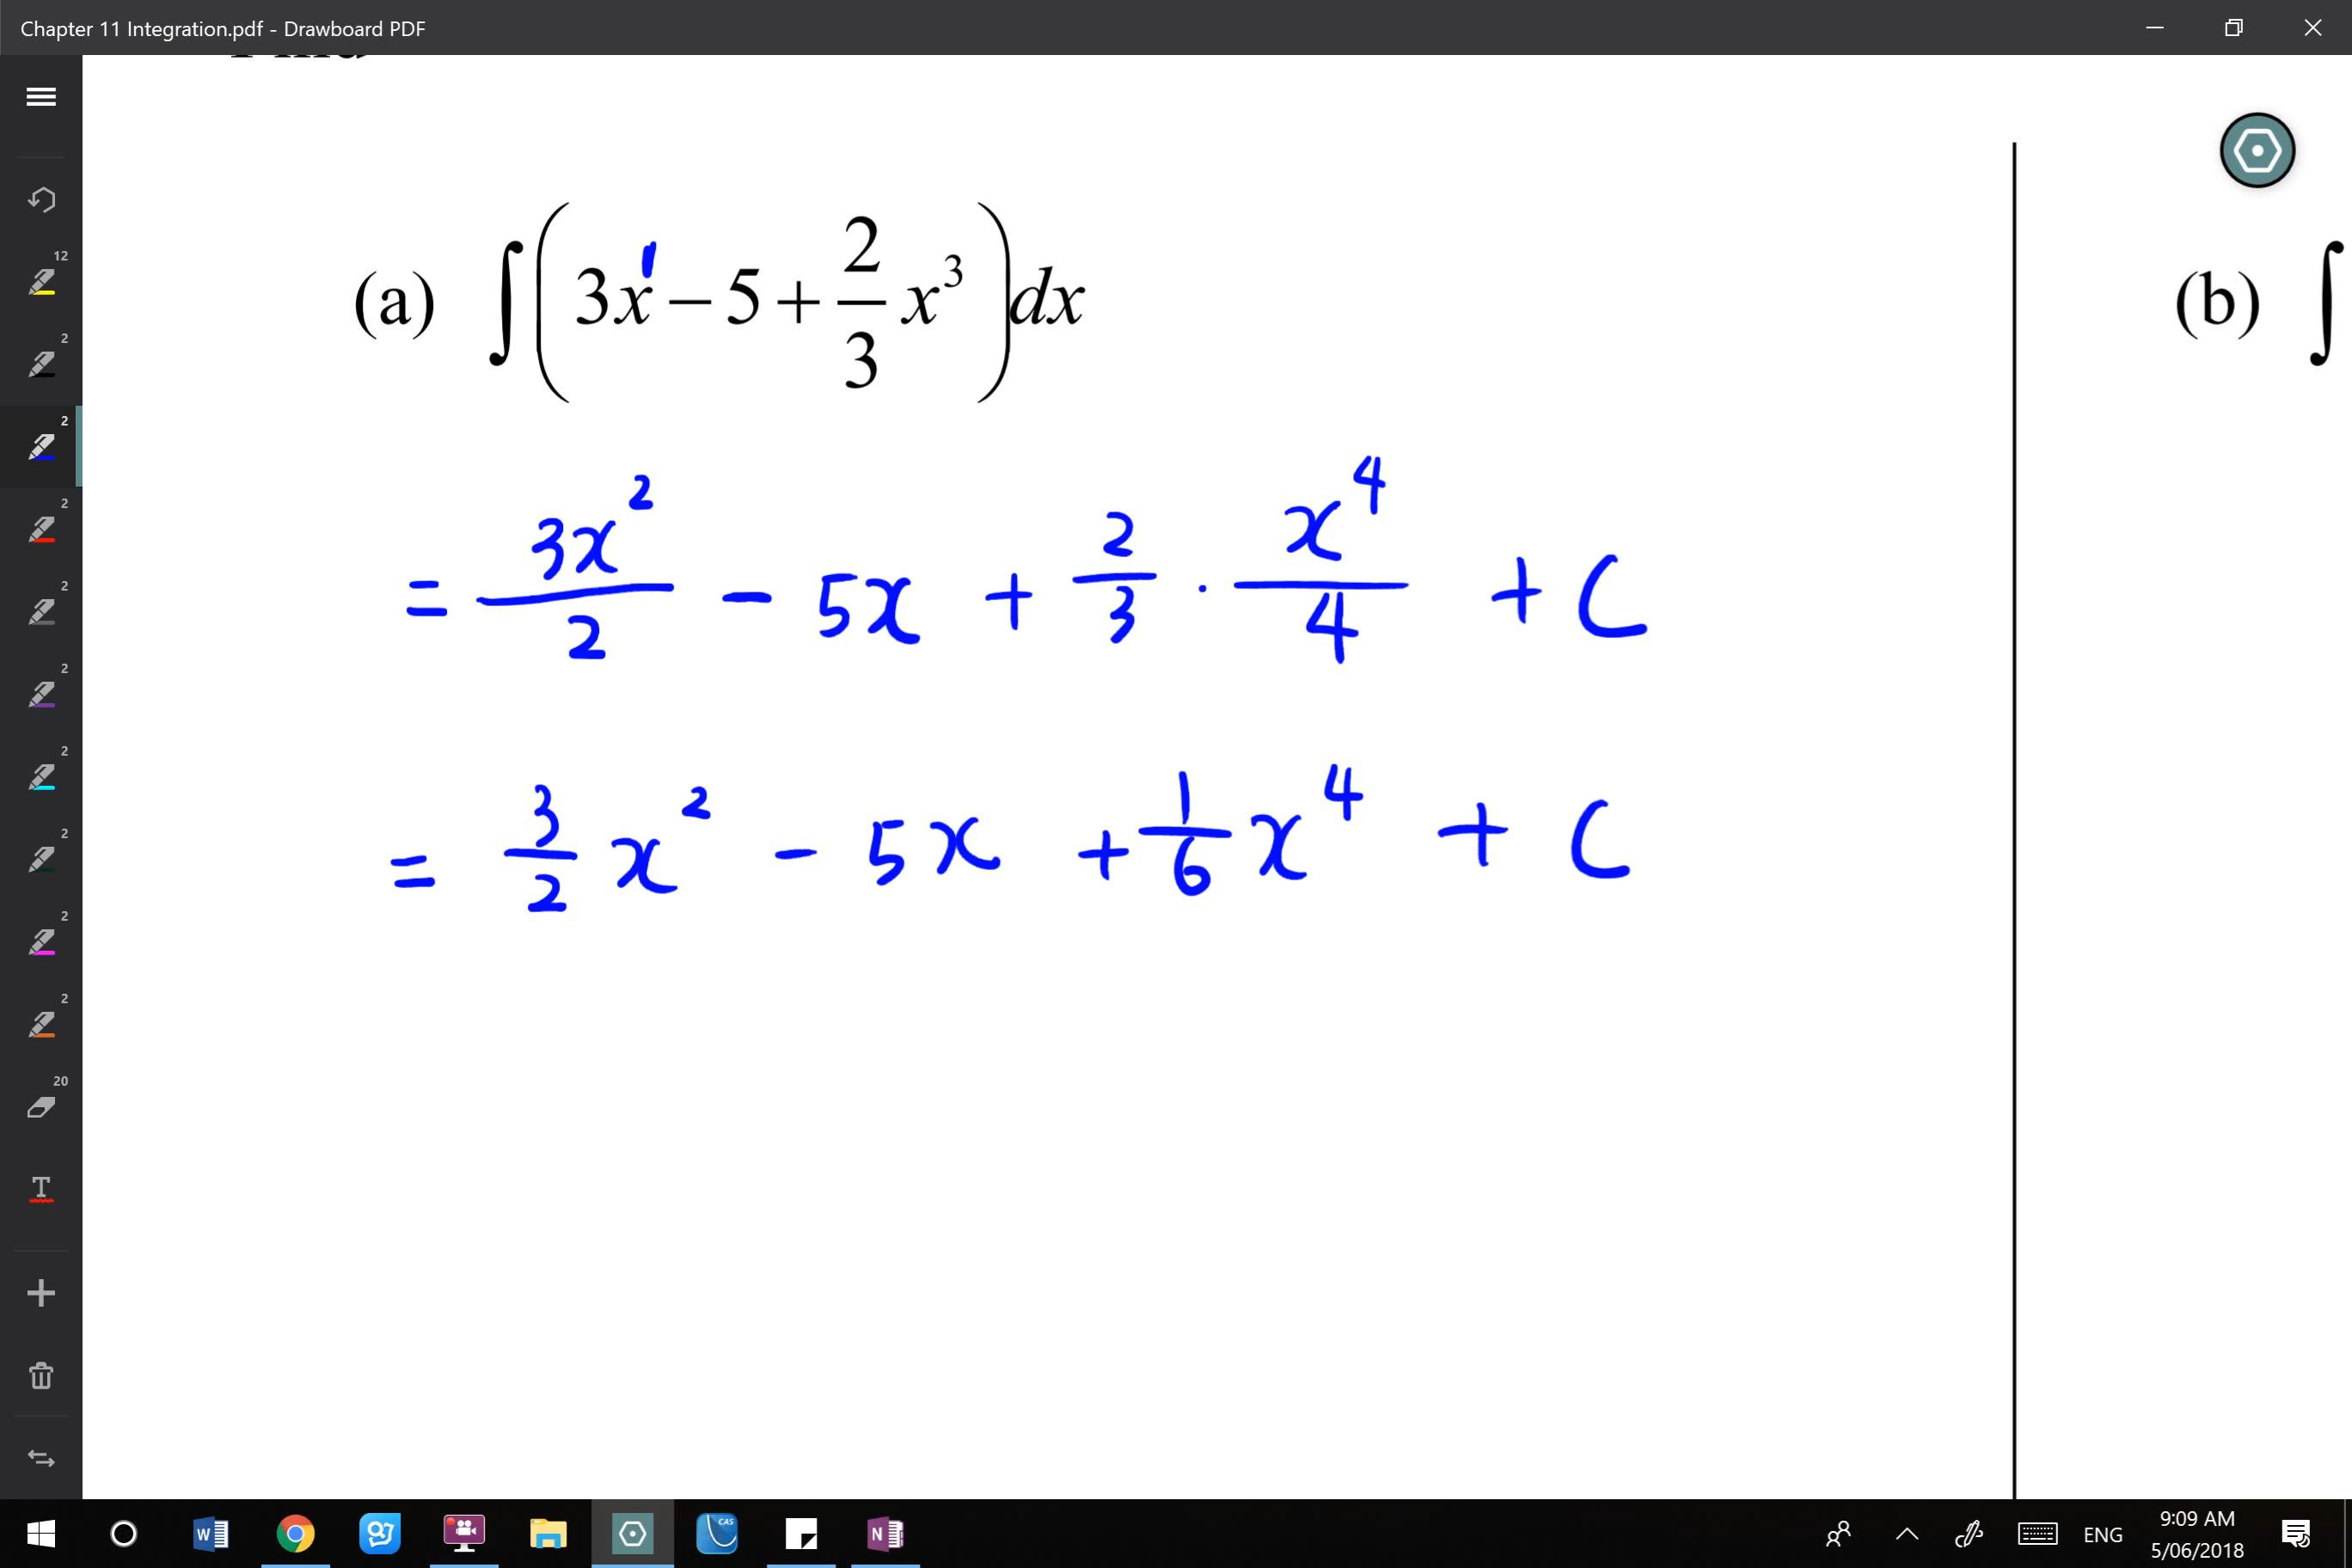 Chapter 11 Integration.pdf - Drawboard PDF
(a) ∫(3x¹ − 5 + 2/3 x³)dx
(b) ∫
= 3x²/2 − 5x + 2/3 · x⁴/4 + C
= 3/2 x² − 5x + 1/6 x⁴ + C
12
2
2
2
2
2
2
2
2
2
20
T
W
CAS
N
ENG
9:09 AM
5/06/2018